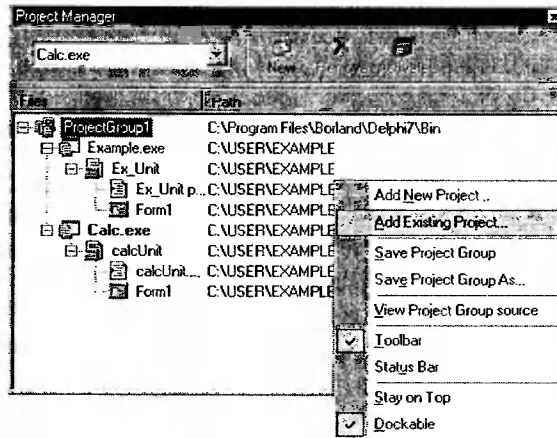 Project Manager
Calc.exe
New
Files Path
ProjectGroup1 C:\Program Files\Borland\Delphi7\Bin
Example.exe C:\USER\EXAMPLE
Ex_Unit C:\USER\EXAMPLE
Ex_Unit p... C:\USER\EXAMPLE
Form1 C:\USER\EXAMPLE
Calc.exe C:\USER\EXAMPLE
calcUnit C:\USER\EXAMPLE
calcUnit.... C:\USER\EXAMPLE
Form1 C:\USER\EXAMPLE
Add New Project ..
Add Existing Project...
Save Project Group
Save Project Group As...
View Project Group source
Toolbar
Status Bar
Stay on Top
Dockable